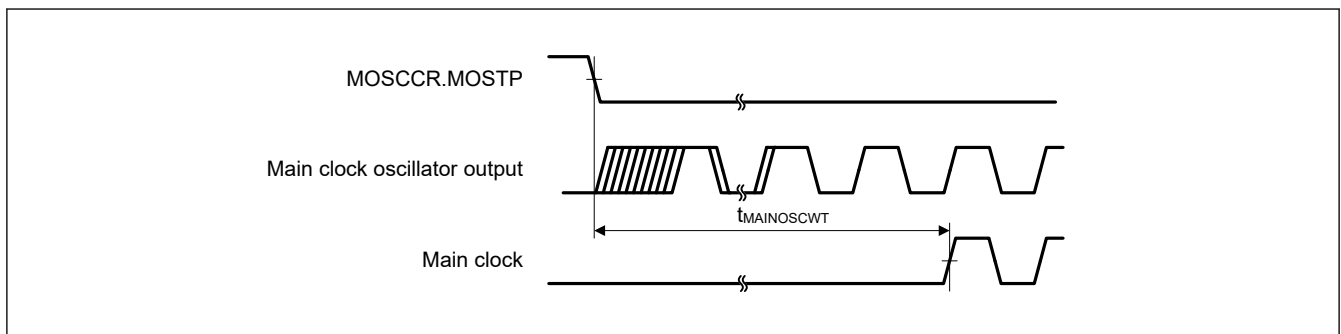 MOSCCR.MOSTP
Main clock oscillator output
tMAINOSCWT
Main clock